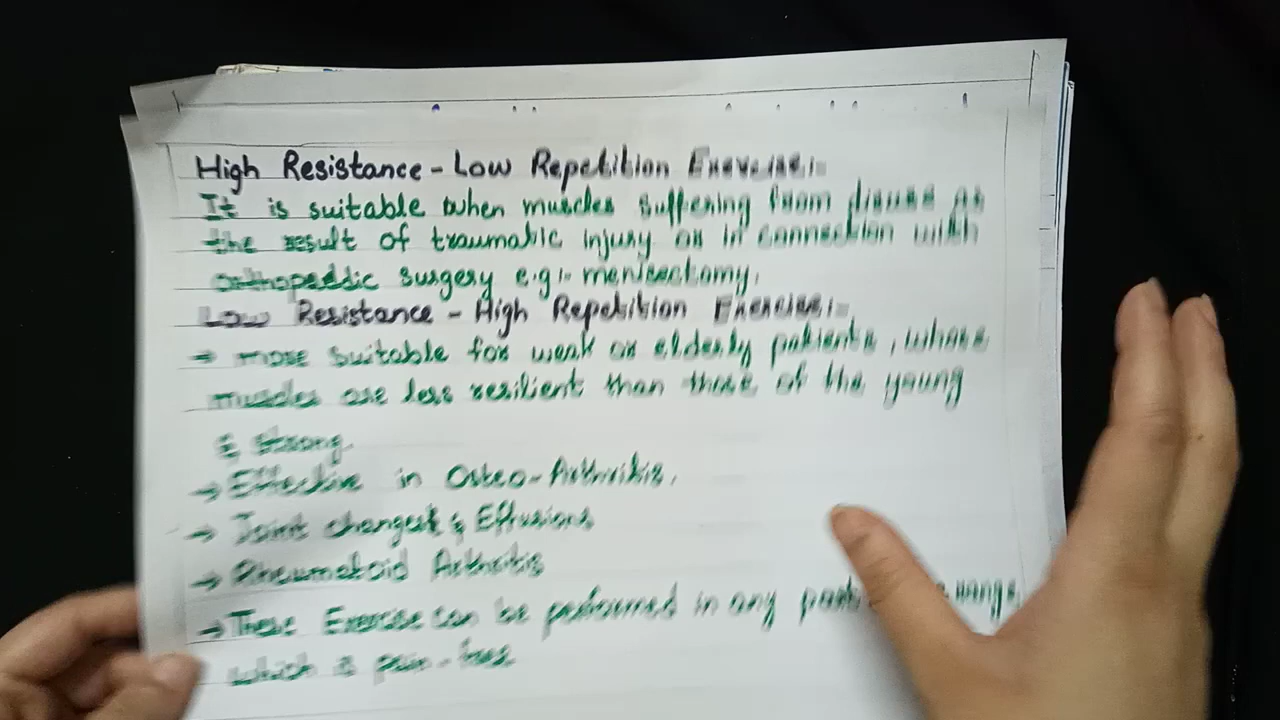 High Resistance - Low Repetition Exercise:-
It is suitable when muscles suffering from disuse as
the result of traumatic injury or in connection with
orthopaedic surgery e.g:- menisectomy.
Low Resistance - High Repetition Exercise:-
→ more suitable for weak or elderly patients, whose
muscles are less resilient than those of the young
& strong.
→ Effective in Osteo-Arthritis.
→ Joint changes & Effusions
→ Rheumatoid Arthritis
→ These Exercise can be performed in any part range,
which is pain-free